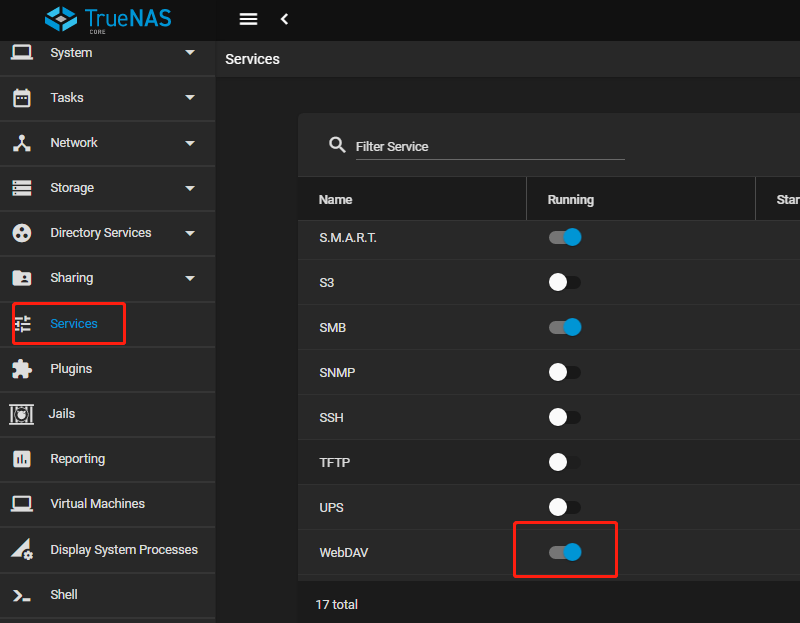 TrueNAS
CORE
System
Services
Tasks
Network
Storage
Directory Services
Sharing
Services
Plugins
Jails
Reporting
Virtual Machines
Display System Processes
Shell
Filter Service
Name Running Star
S.M.A.R.T.
S3
SMB
SNMP
SSH
TFTP
UPS
WebDAV
17 total